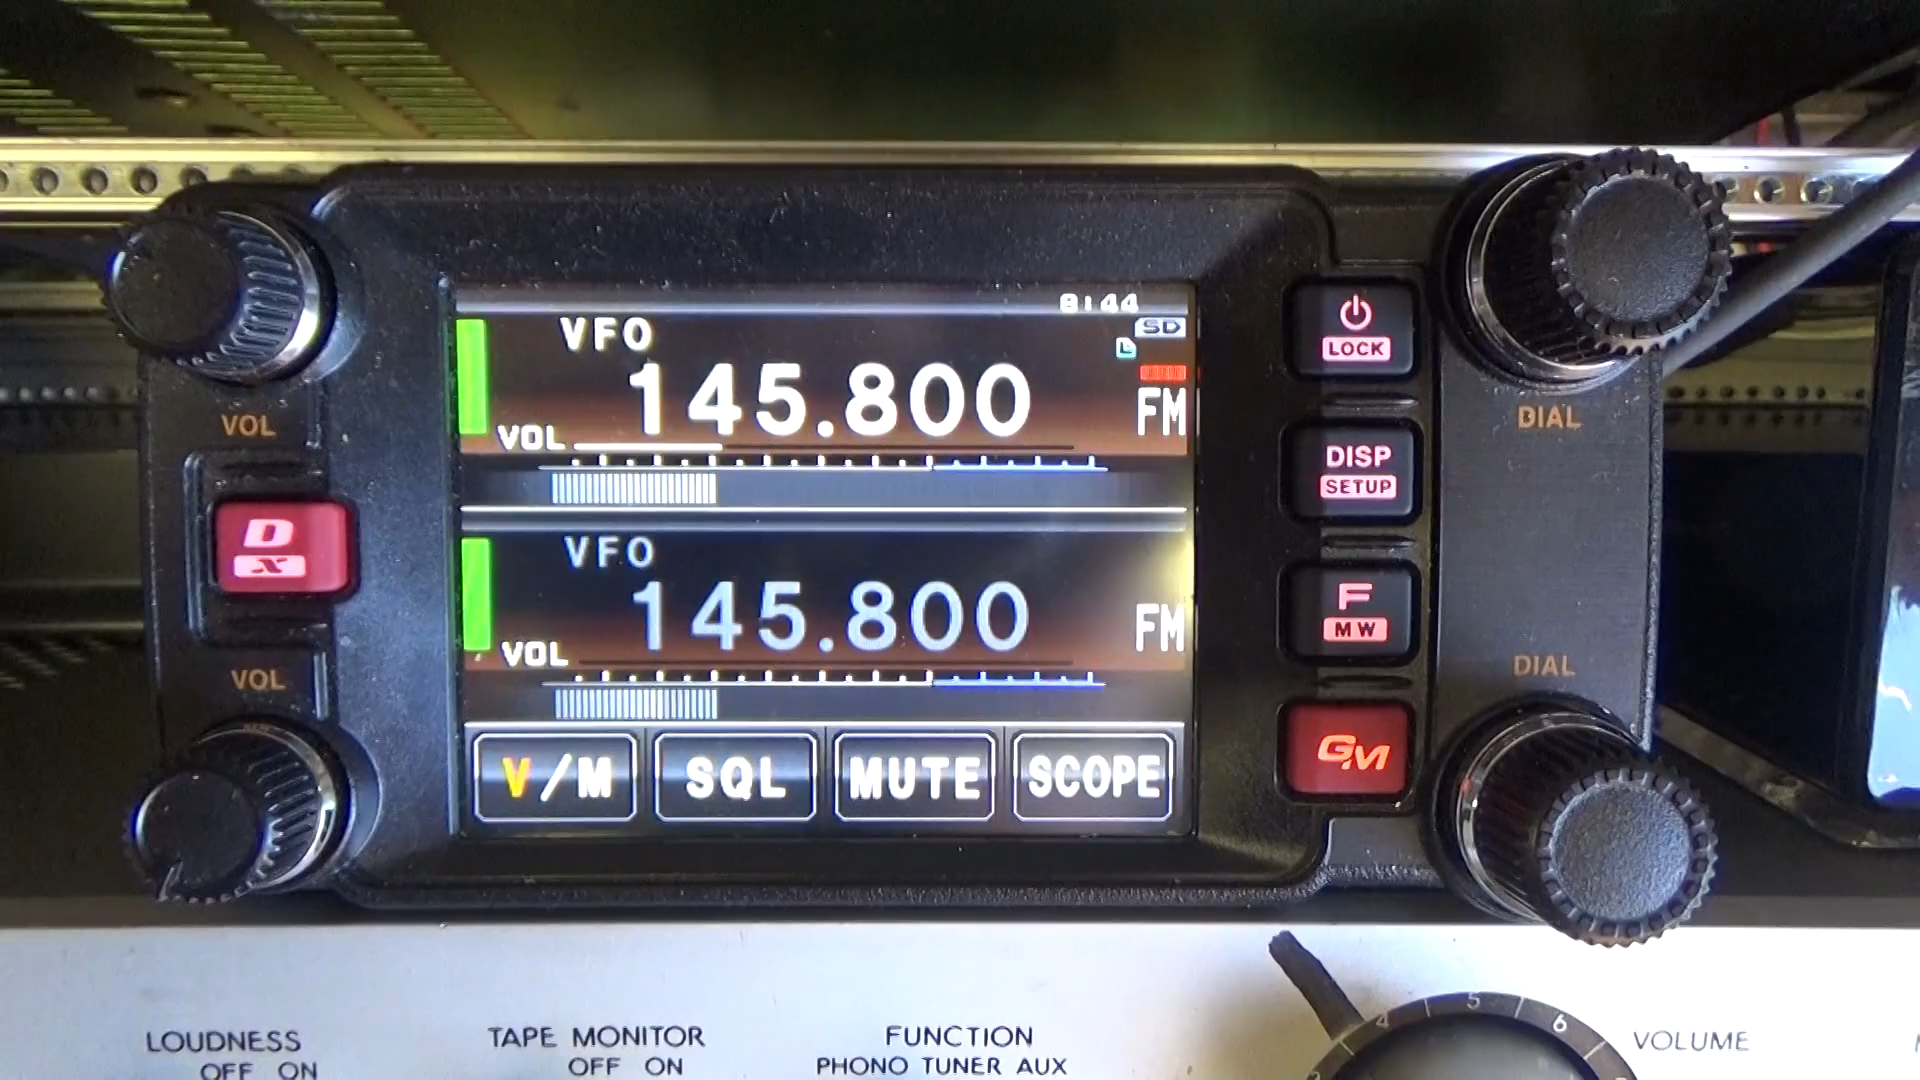 8:44
VFO
SD
145.800
FM
VOL
VFO
145.800
FM
VOL
V/M
SQL
MUTE
SCOPE
VOL
D
X
VOL
LOCK
DISP
SETUP
F
MW
GM
DIAL
DIAL
LOUDNESS
OFF ON
TAPE MONITOR
OFF ON
FUNCTION
PHONO TUNER AUX
4
5
6
VOLUME